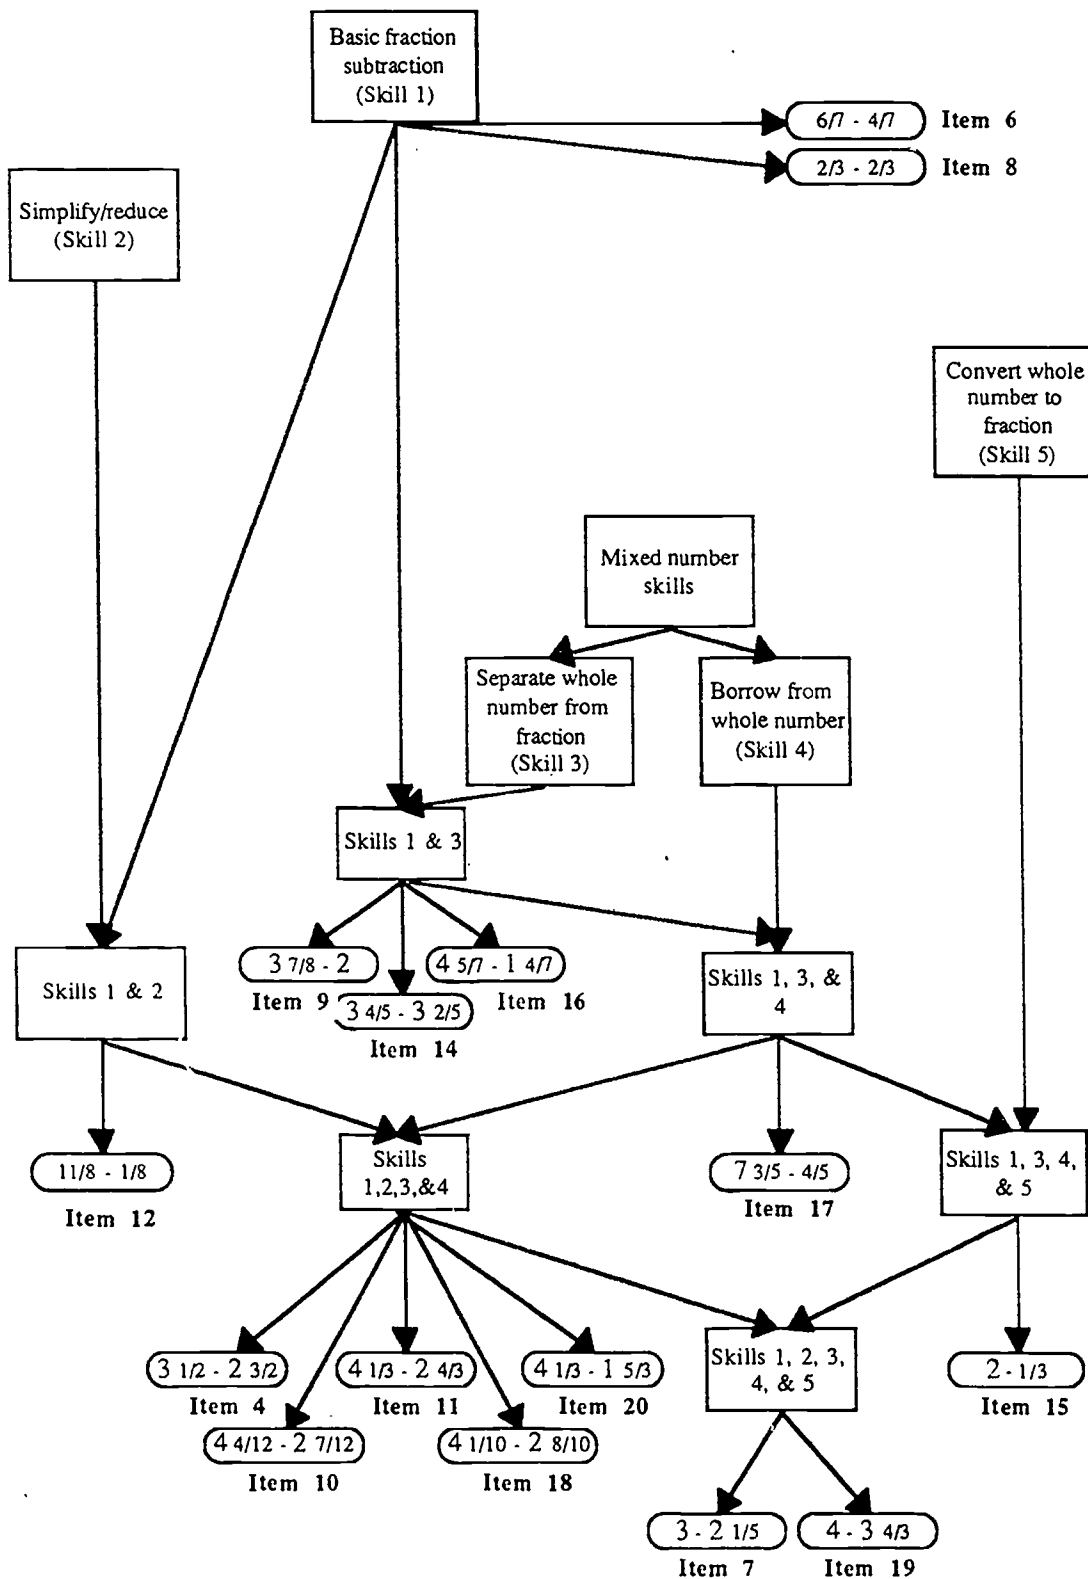 Basic fraction
subtraction
(Skill 1)
6/7 - 4/7 Item 6
2/3 - 2/3 Item 8
Simplify/reduce
(Skill 2)
Convert whole
number to
fraction
(Skill 5)
Mixed number
skills
Separate whole
number from
fraction
(Skill 3)
Borrow from
whole number
(Skill 4)
Skills 1 & 3
3 7/8 - 2
Item 9
4 5/7 - 1 4/7
Item 16
3 4/5 - 3 2/5
Item 14
Skills 1 & 2
Skills 1, 3, &
4
11/8 - 1/8
Item 12
Skills
1,2,3,&4
7 3/5 - 4/5
Item 17
Skills 1, 3, 4,
& 5
3 1/2 - 2 3/2
Item 4
4 1/3 - 2 4/3
Item 11
4 1/3 - 1 5/3
Item 20
Skills 1, 2, 3,
4, & 5
2 - 1/3
Item 15
4 4/12 - 2 7/12
Item 10
4 1/10 - 2 8/10
Item 18
3 - 2 1/5
Item 7
4 - 3 4/3
Item 19